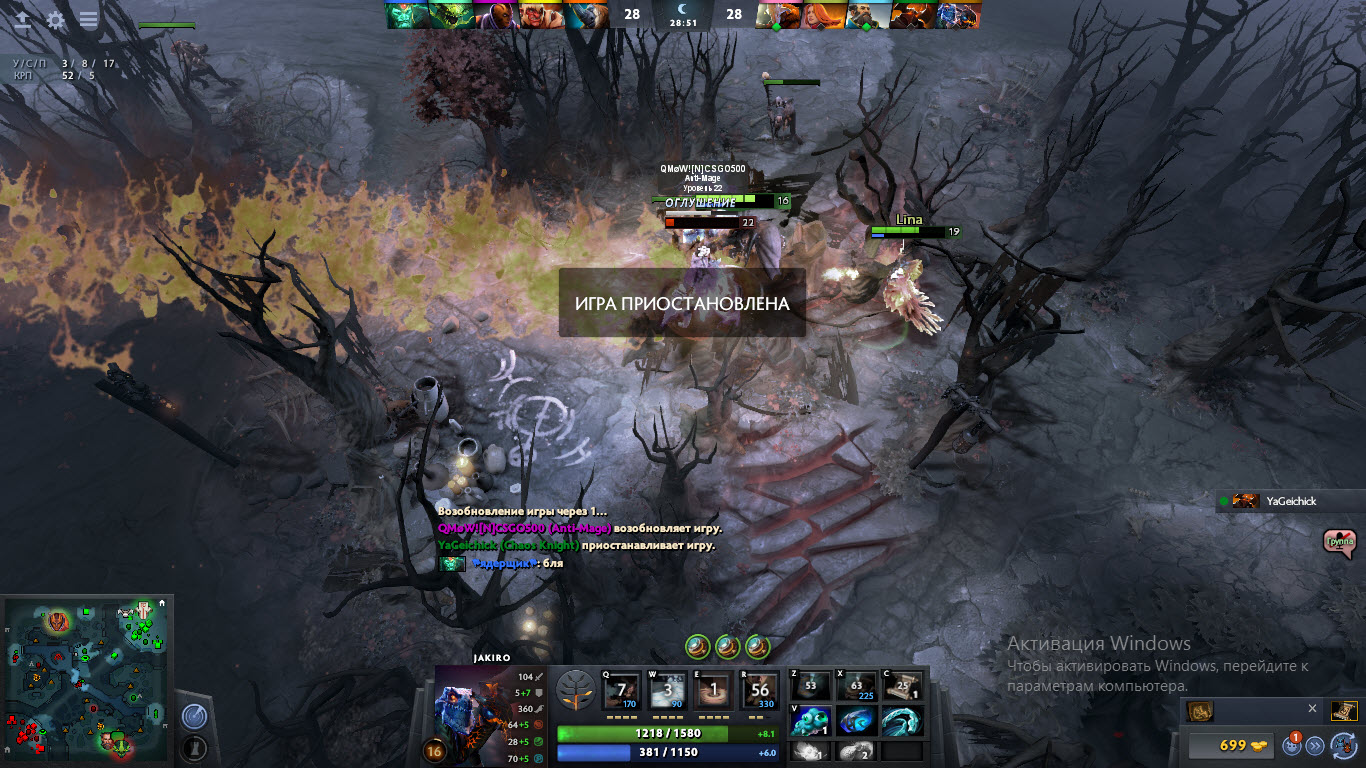 28
28:51
28
У/С/П 3/ 8/ 17
КРП 52 / 5
QMøW![N]CSGO500
Anti-Mage
Уровень 22
16
ОГЛУШЕНИЕ
22
Lina
19
ИГРА ПРИОСТАНОВЛЕНА
YaGeichick
Возобновление игры через 1...
QMøW![N]CSGO500 (Anti-Mage) возобновляет игру.
YaGeichick (Chaos Knight) приостанавливает игру.
ядерщик: бля
Группа
Активация Windows
Чтобы активировать Windows, перейдите к
параметрам компьютера.
JAKIRO
104
5+7
360
64+5
28+5
70+5
16
Q 7 170
W 3 90
E 1
R 56 330
1218 / 1580 +8.1
381 / 1150 +6.0
Z 53
X 63 225
C 25 1
V 1
1
2
699
1